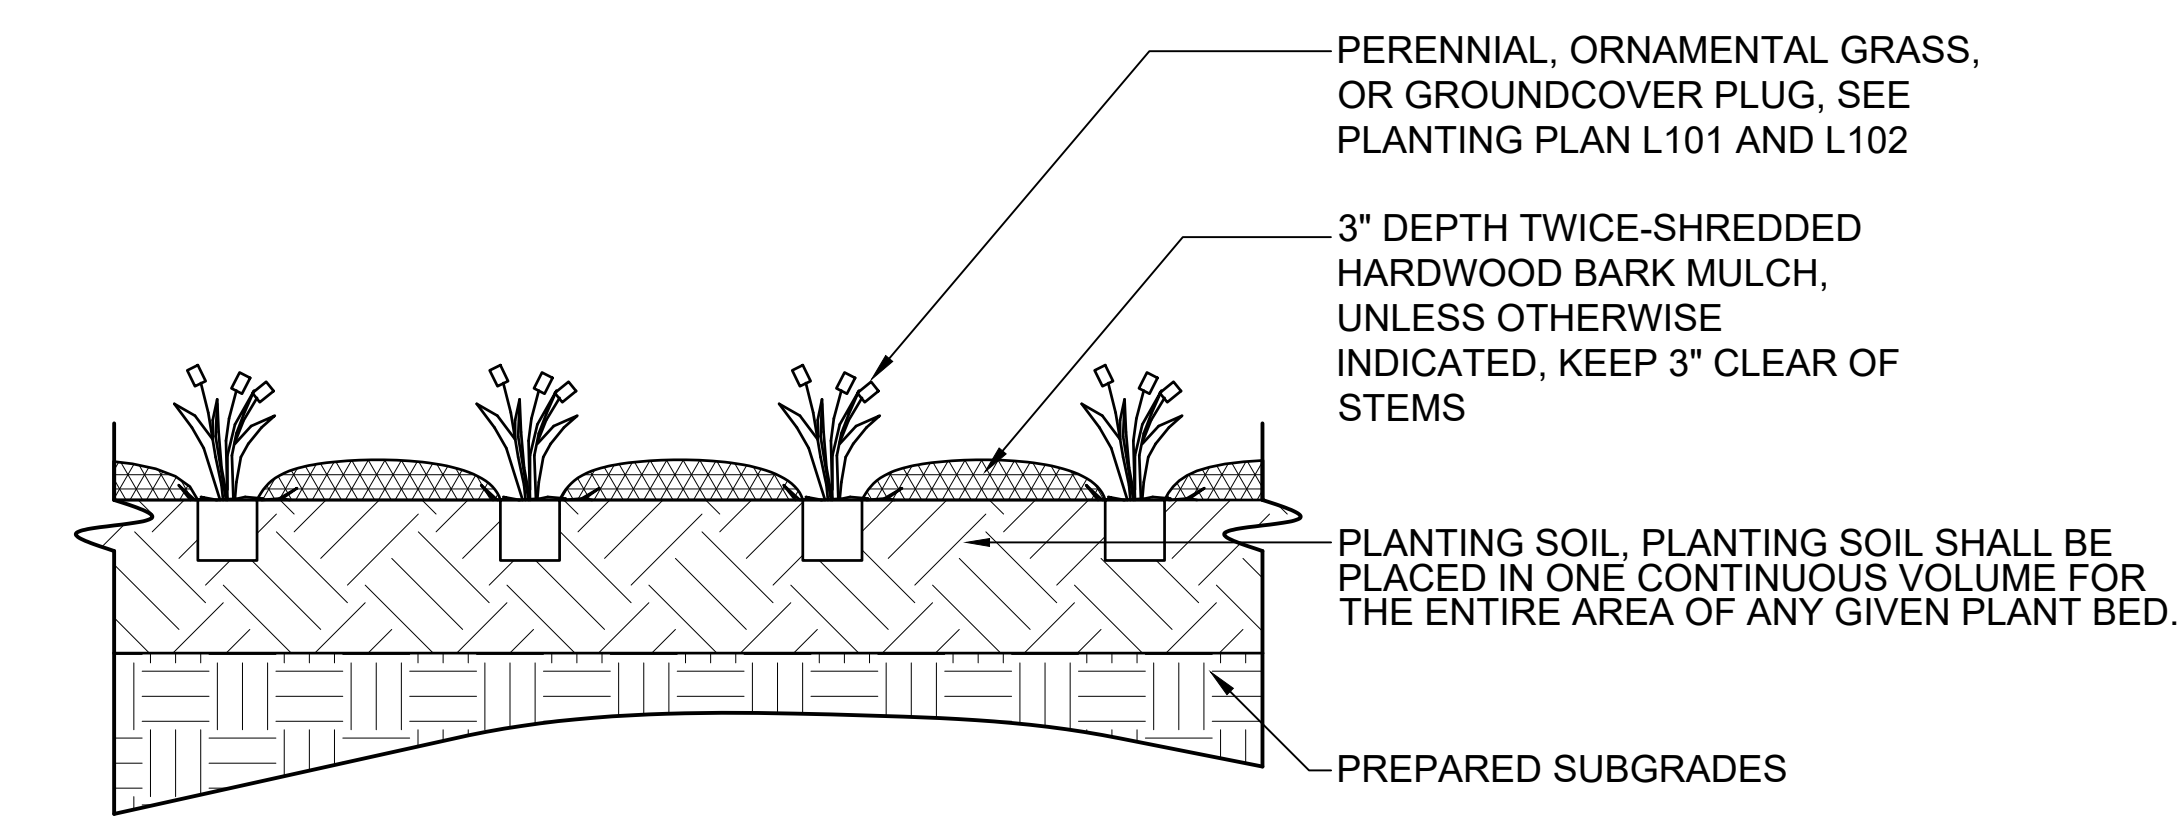 PERENNIAL, ORNAMENTAL GRASS,
OR GROUNDCOVER PLUG, SEE
PLANTING PLAN L101 AND L102
3" DEPTH TWICE-SHREDDED
HARDWOOD BARK MULCH,
UNLESS OTHERWISE
INDICATED, KEEP 3" CLEAR OF
STEMS
PLANTING SOIL, PLANTING SOIL SHALL BE
PLACED IN ONE CONTINUOUS VOLUME FOR
THE ENTIRE AREA OF ANY GIVEN PLANT BED.
PREPARED SUBGRADES